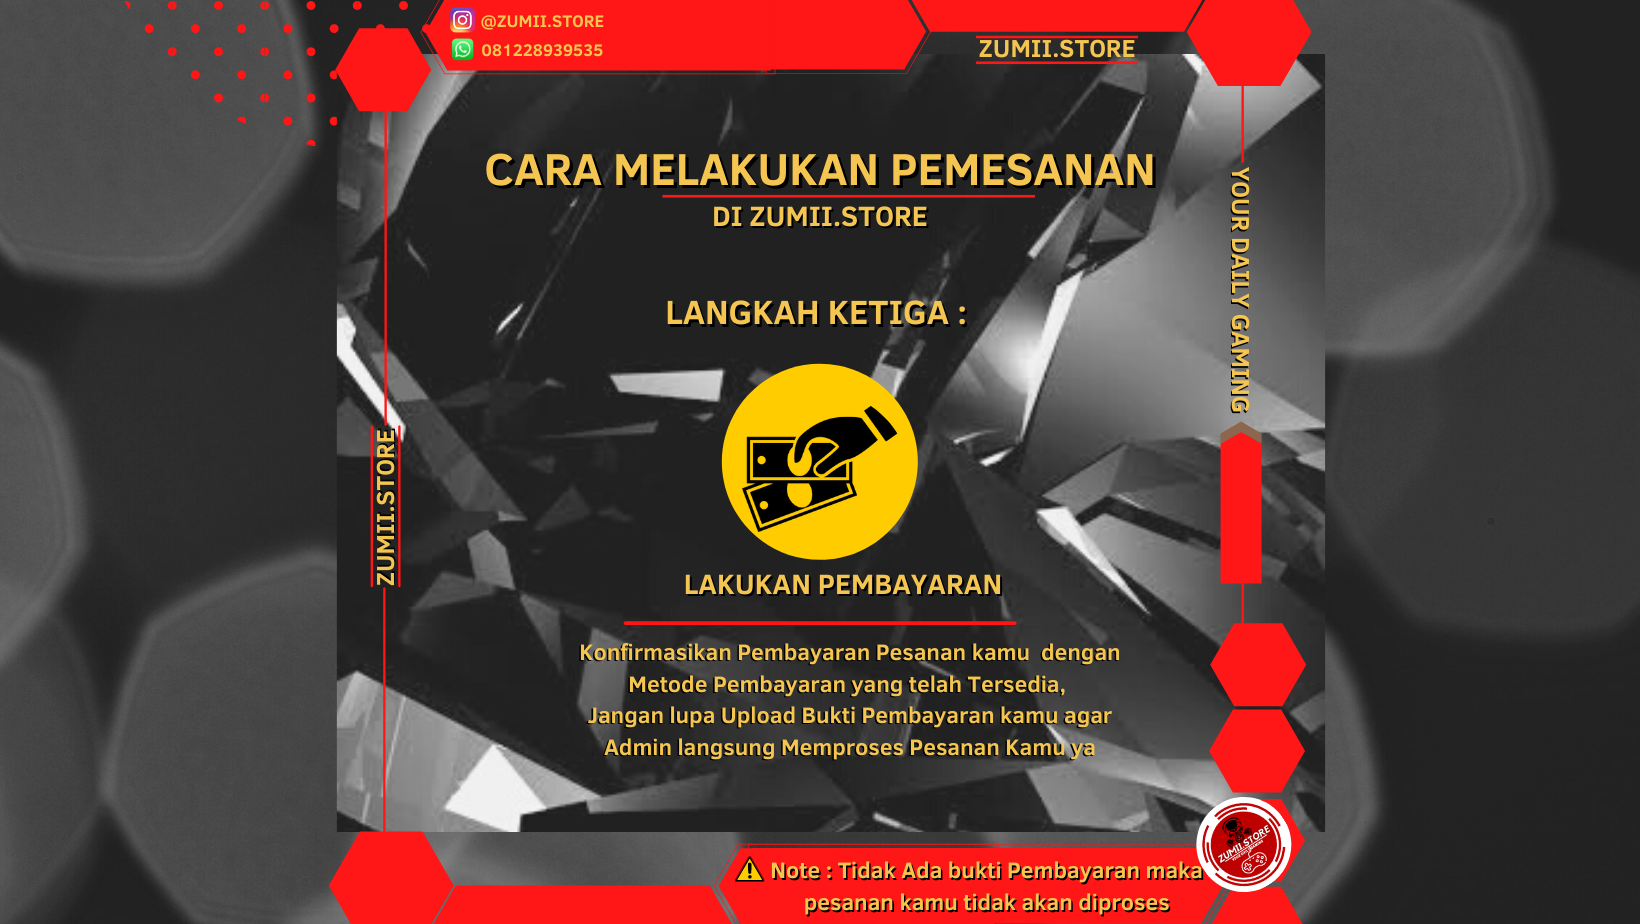 @ZUMII.STORE
081228939535
ZUMII.STORE
CARA MELAKUKAN PEMESANAN
DI ZUMII.STORE
LANGKAH KETIGA :
YOUR DAILY GAMING
ZUMII.STORE
LAKUKAN PEMBAYARAN
Konfirmasikan Pembayaran Pesanan kamu dengan
Metode Pembayaran yang telah Tersedia,
Jangan lupa Upload Bukti Pembayaran kamu agar
Admin langsung Memproses Pesanan Kamu ya
ZUMII.STORE
Note : Tidak Ada bukti Pembayaran maka
pesanan kamu tidak akan diproses